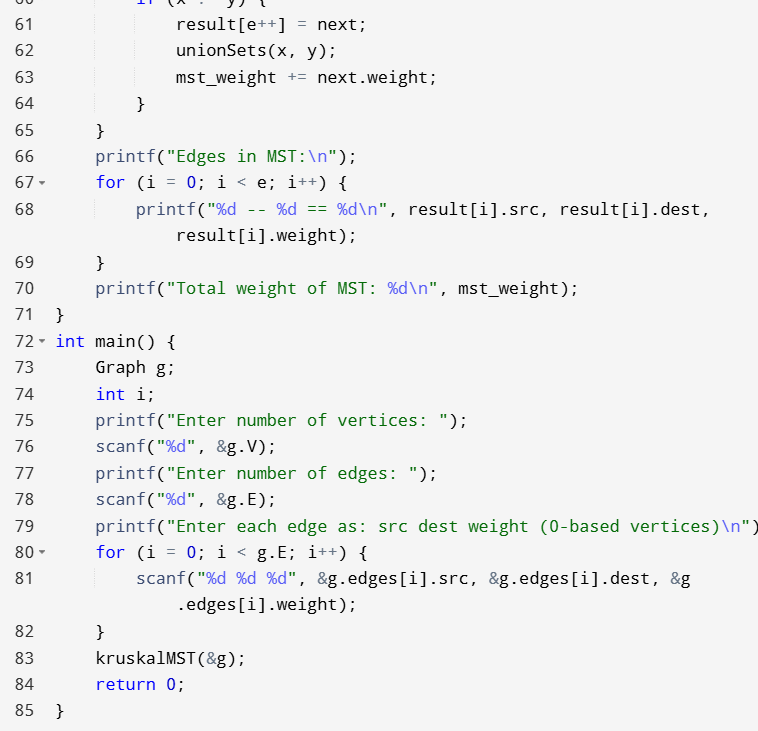 61 result[e++] = next;
62 unionSets(x, y);
63 mst_weight += next.weight;
64 }
65 }
66 printf("Edges in MST:\n");
67 for (i = 0; i < e; i++) {
68 printf("%d -- %d == %d\n", result[i].src, result[i].dest,
result[i].weight);
69 }
70 printf("Total weight of MST: %d\n", mst_weight);
71 }
72 int main() {
73 Graph g;
74 int i;
75 printf("Enter number of vertices: ");
76 scanf("%d", &g.V);
77 printf("Enter number of edges: ");
78 scanf("%d", &g.E);
79 printf("Enter each edge as: src dest weight (0-based vertices)\n")
80 for (i = 0; i < g.E; i++) {
81 scanf("%d %d %d", &g.edges[i].src, &g.edges[i].dest, &g
.edges[i].weight);
82 }
83 kruskalMST(&g);
84 return 0;
85 }